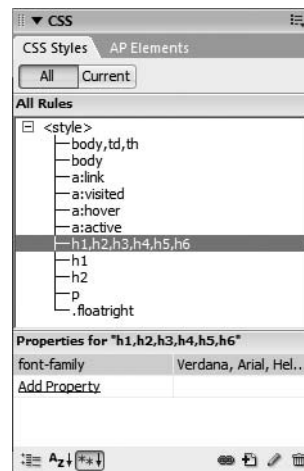 CSS
CSS Styles AP Elements
All Current
All Rules
<style>
body,td,th
body
a:link
a:visited
a:hover
a:active
h1,h2,h3,h4,h5,h6
h1
h2
p
.floatright
Properties for "h1,h2,h3,h4,h5,h6"
font-family Verdana, Arial, Hel...
Add Property
Az↓ **↓